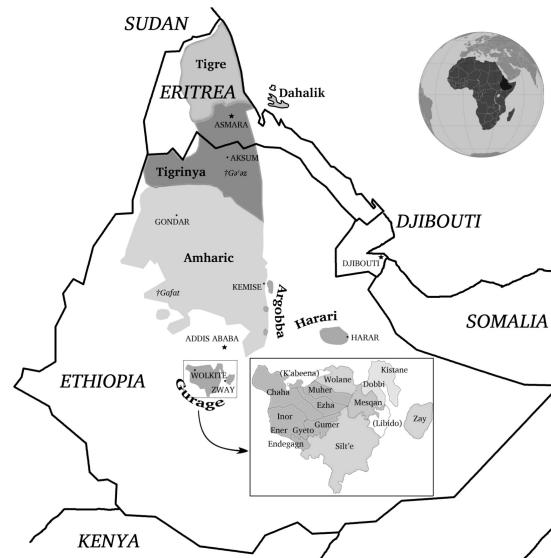 SUDAN
Tigre
ERITREA
Dahalik
ASMARA
AKSUM
Tigrinya
†Gəˁəz
GONDAR
DJIBOUTI
Amharic
DJIBOUTI
†Gafat
KEMISE
Argobba
Harari
SOMALIA
ADDIS ABABA
HARAR
ETHIOPIA
WOLKITE
ZWAY
Gurage
Kistane
(K'abeena)
Wolane
Dobbi
Chaha
Muher
Mesqan
Ezha
Inor
Zay
Gumer
(Libido)
Ener
Gyeto
Endegagn
Silt'e
KENYA